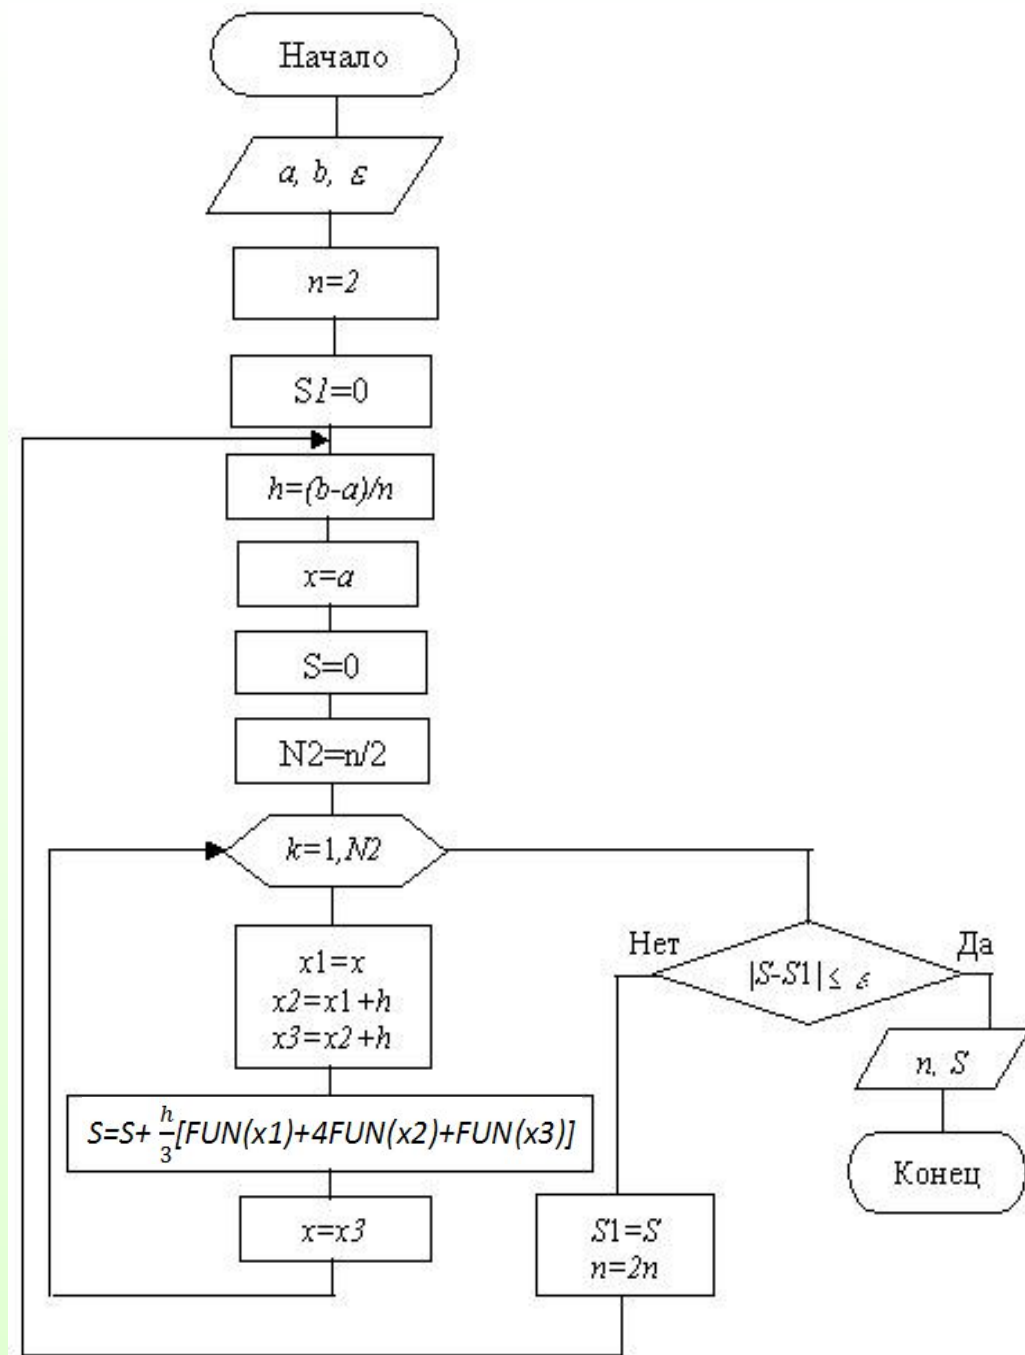 Начало
a, b, ε
n=2
S1=0
h=(b-a)/n
x=a
S=0
N2=n/2
k=1,N2
Нет
Да
|S-S1| ≤ ε
x1=x
x2=x1+h
x3=x2+h
n, S
S=S+ h/3 [FUN(x1)+4FUN(x2)+FUN(x3)]
Конец
x=x3
S1=S
n=2n